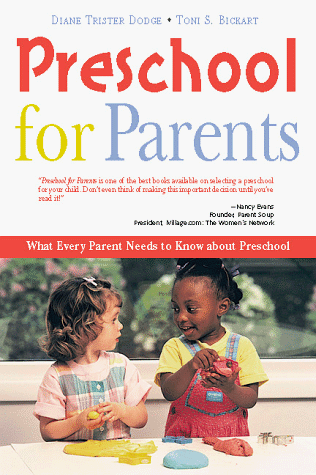 Diane Trister Dodge ♦ Toni S. Bickart
Preschool
for Parents
"Preschool for Parents is one of the best books available on selecting a preschool
for your child. Don't even think of making this important decision until you've
read it!"
—Nancy Evans
Founder, Parent Soup
President, iVillage.com: The Women's Network
What Every Parent Needs to Know about Preschool